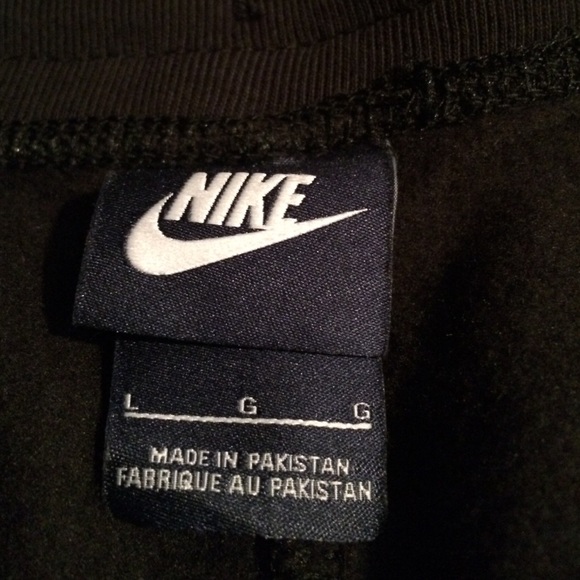 NIKE
L G G
MADE IN PAKISTAN
FABRIQUE AU PAKISTAN